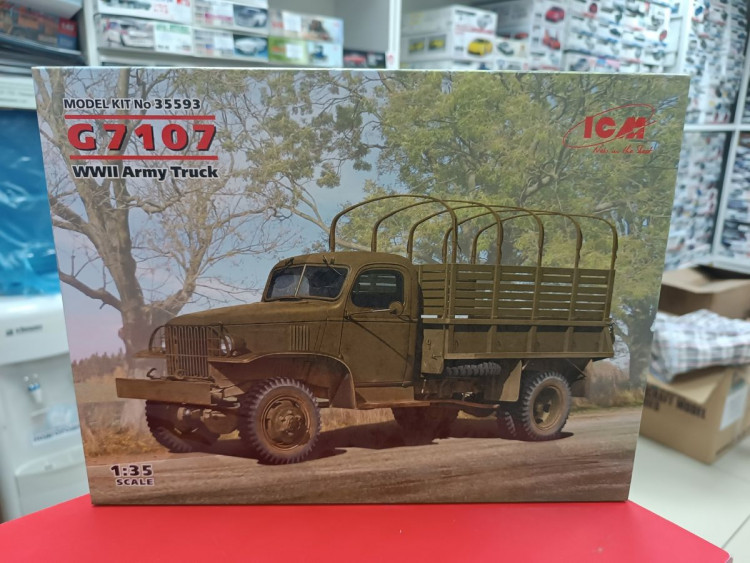 MODEL KIT No 35593
G7107
WWII Army Truck
ICM
1:35
SCALE